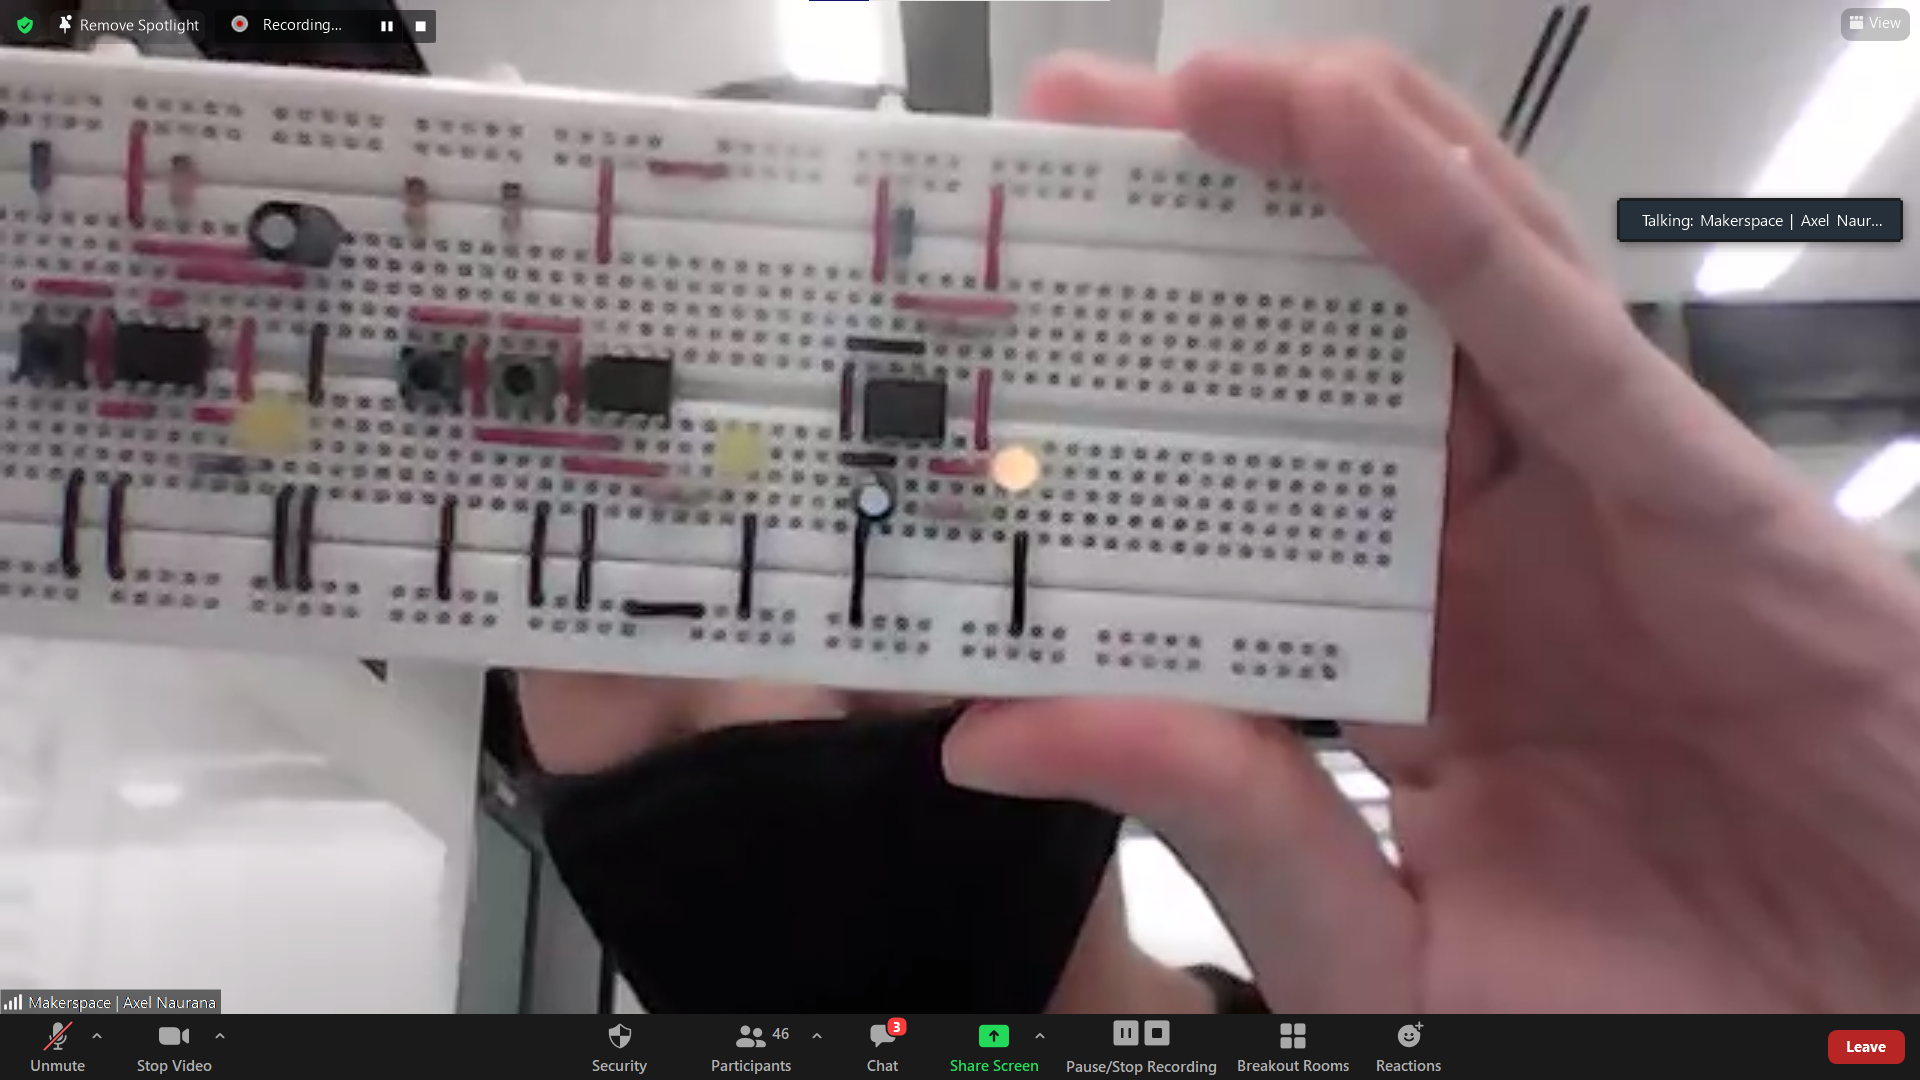 Remove Spotlight
Recording...
View
Talking: Makerspace | Axel Naur...
Makerspace | Axel Naurana
Unmute
Stop Video
Security
46
Participants
3
Chat
Share Screen
Pause/Stop Recording
Breakout Rooms
Reactions
Leave